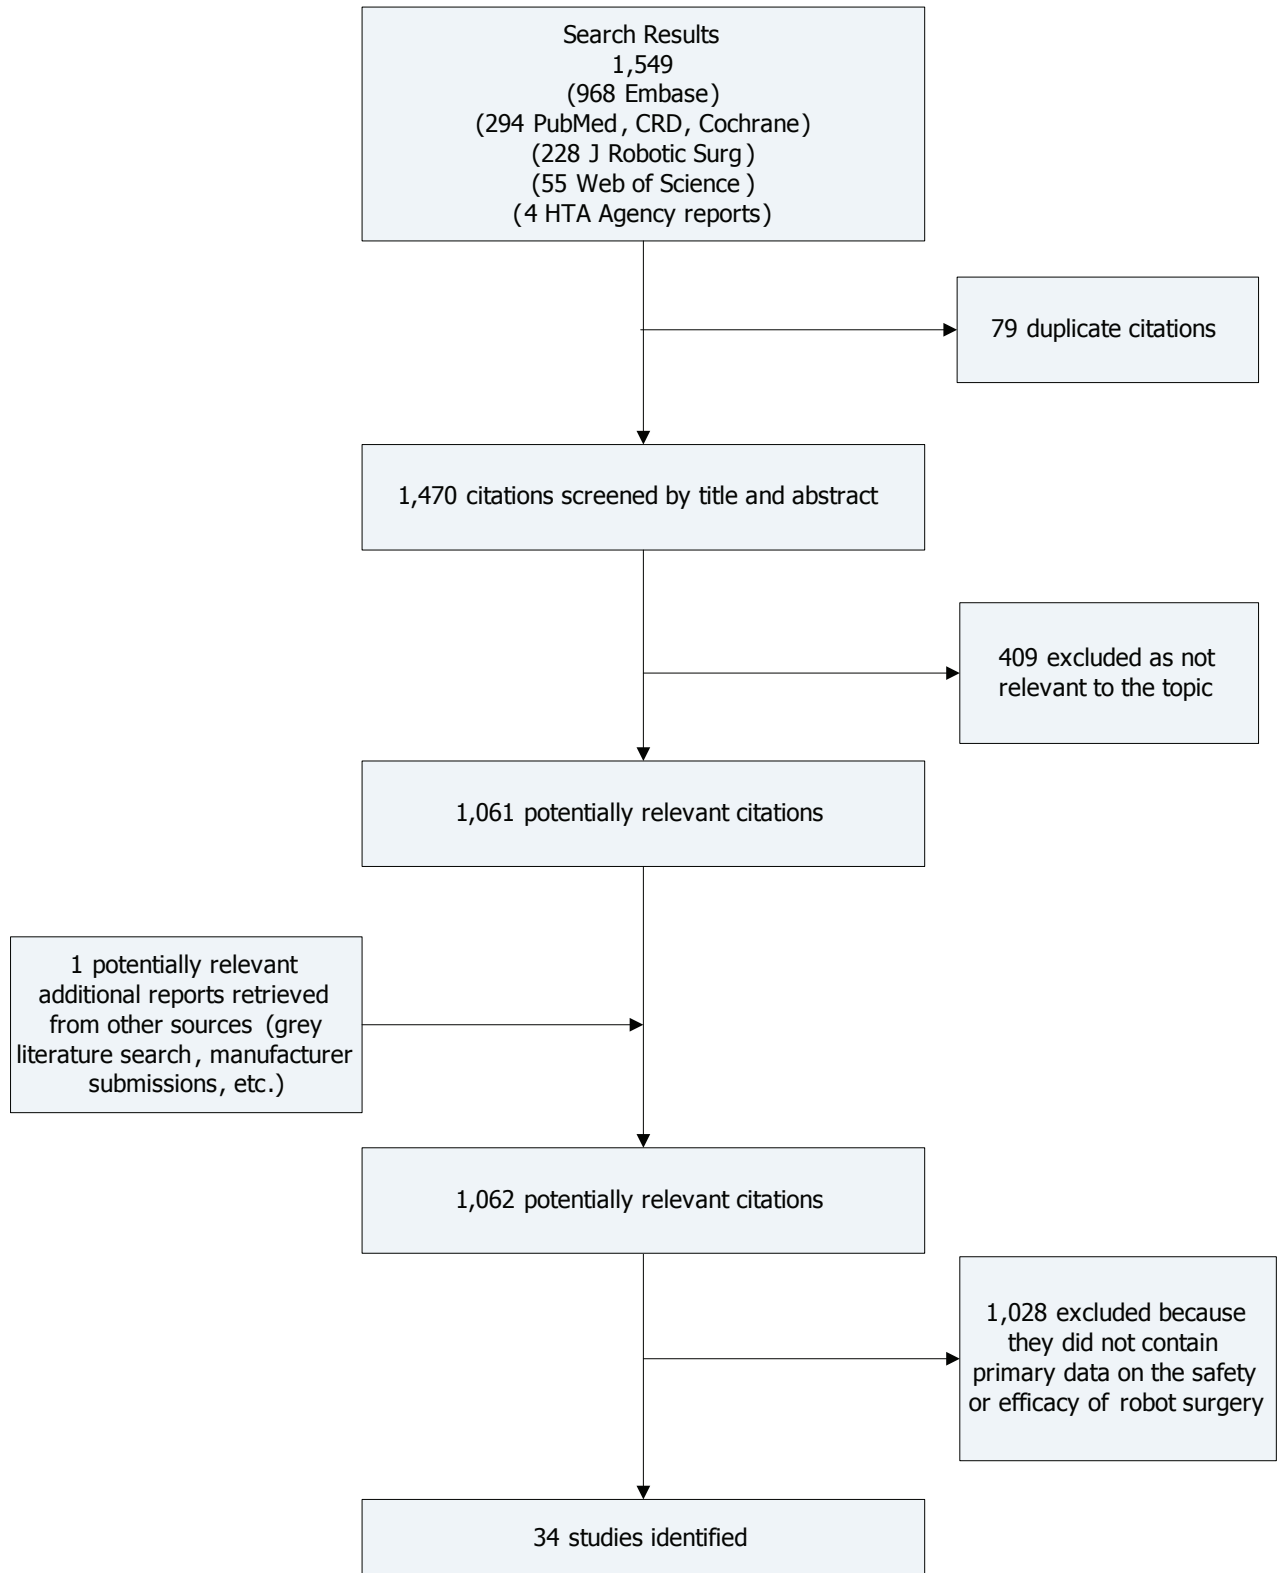 Search Results
1,549
(968 Embase)
(294 PubMed, CRD, Cochrane)
(228 J Robotic Surg)
(55 Web of Science)
(4 HTA Agency reports)
79 duplicate citations
1,470 citations screened by title and abstract
409 excluded as not
relevant to the topic
1,061 potentially relevant citations
1 potentially relevant
additional reports retrieved
from other sources (grey
literature search, manufacturer
submissions, etc.)
1,062 potentially relevant citations
1,028 excluded because
they did not contain
primary data on the safety
or efficacy of robot surgery
34 studies identified